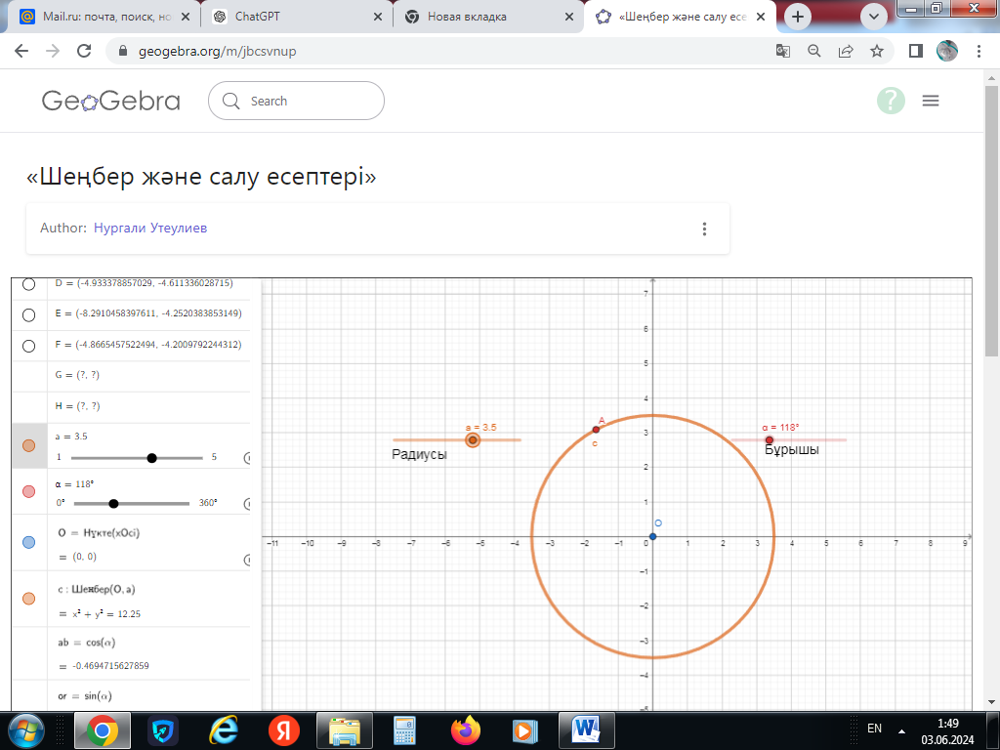 Mail.ru: почта, поиск, но
ChatGPT
Новая вкладка
«Шеңбер және салу есе
geogebra.org/m/jbcsvnup
GeoGebra
Search
?
«Шеңбер және салу есептері»
Author: Нургали Утеулиев
D = (-4.933378857029, -4.611336028715)
E = (-8.2910458397611, -4.2520383853149)
F = (-4.8665457522494, -4.2009792244312)
G = (?, ?)
H = (?, ?)
a = 3.5
1 5
α = 118°
0° 360°
O = Нүкте(xOсі)
= (0, 0)
c : Шеңбер(O, a)
= x² + y² = 12.25
ab = cos(α)
= -0.4694715627859
or = sin(α)
7
6
5
4
3
2
1
0
−1
−2
−3
−4
−5
−11 −10 −9 −8 −7 −6 −5 −4 −3 −2 −1 0 1 2 3 4 5 6 7 8 9
a = 3.5
Радиусы
A
c
α = 118°
Бұрышы
O
EN
1:49
03.06.2024